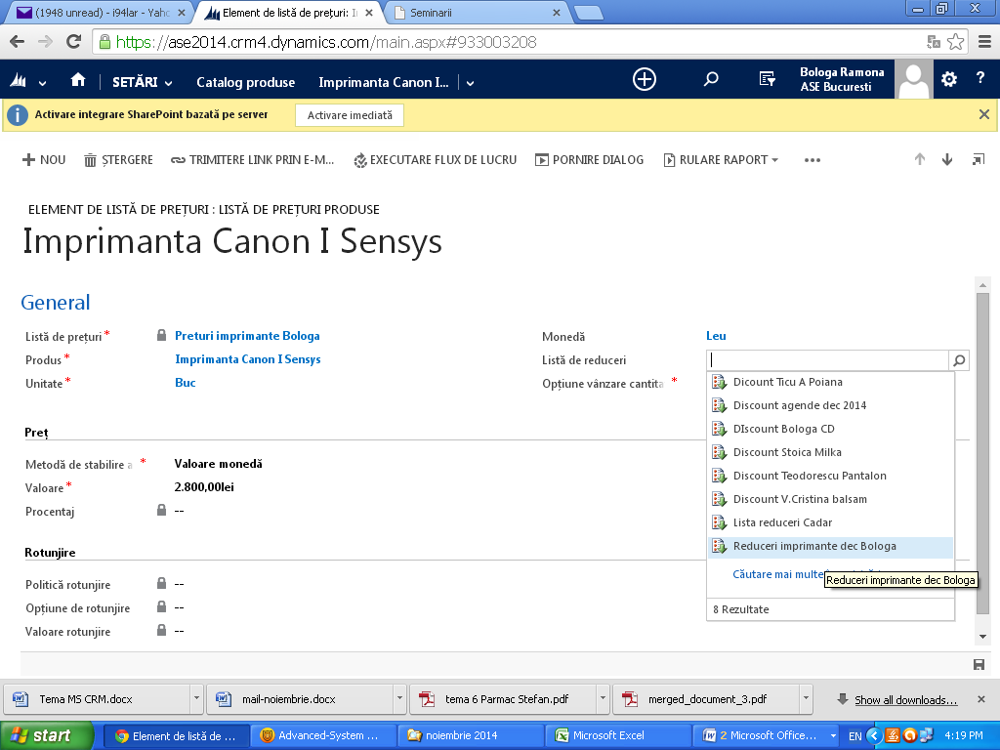 (1948 unread) - i94lar - Yaho
Element de listă de prețuri: I
Seminarii
https://ase2014.crm4.dynamics.com/main.aspx#933003208
SETĂRI
Catalog produse
Imprimanta Canon I...
Bologa Ramona
ASE Bucuresti
?
Activare integrare SharePoint bazată pe server
Activare imediată
NOU
ȘTERGERE
TRIMITERE LINK PRIN E-M...
EXECUTARE FLUX DE LUCRU
PORNIRE DIALOG
RULARE RAPORT
ELEMENT DE LISTĂ DE PREȚURI : LISTĂ DE PREȚURI PRODUSE
Imprimanta Canon I Sensys
General
Listă de prețuri *
Preturi imprimante Bologa
Monedă
Leu
Produs *
Imprimanta Canon I Sensys
Listă de reduceri
Unitate *
Buc
Opțiune vânzare cantita *
Dicount Ticu A Poiana
Discount agende dec 2014
DIscount Bologa CD
Discount Stoica Milka
Discount Teodorescu Pantalon
Discount V.Cristina balsam
Lista reduceri Cadar
Reduceri imprimante dec Bologa
Căutare mai multe
Reduceri imprimante dec Bologa
8 Rezultate
Preț
Metodă de stabilire a *
Valoare monedă
Valoare *
2.800,00lei
Procentaj
--
Rotunjire
Politică rotunjire
--
Opțiune de rotunjire
--
Valoare rotunjire
--
Tema MS CRM.docx
mail-noiembrie.docx
tema 6 Parmac Stefan.pdf
merged_document_3.pdf
Show all downloads...
start
Element de listă de ...
Advanced-System ...
noiembrie 2014
Microsoft Excel
2 Microsoft Office...
EN
4:19 PM